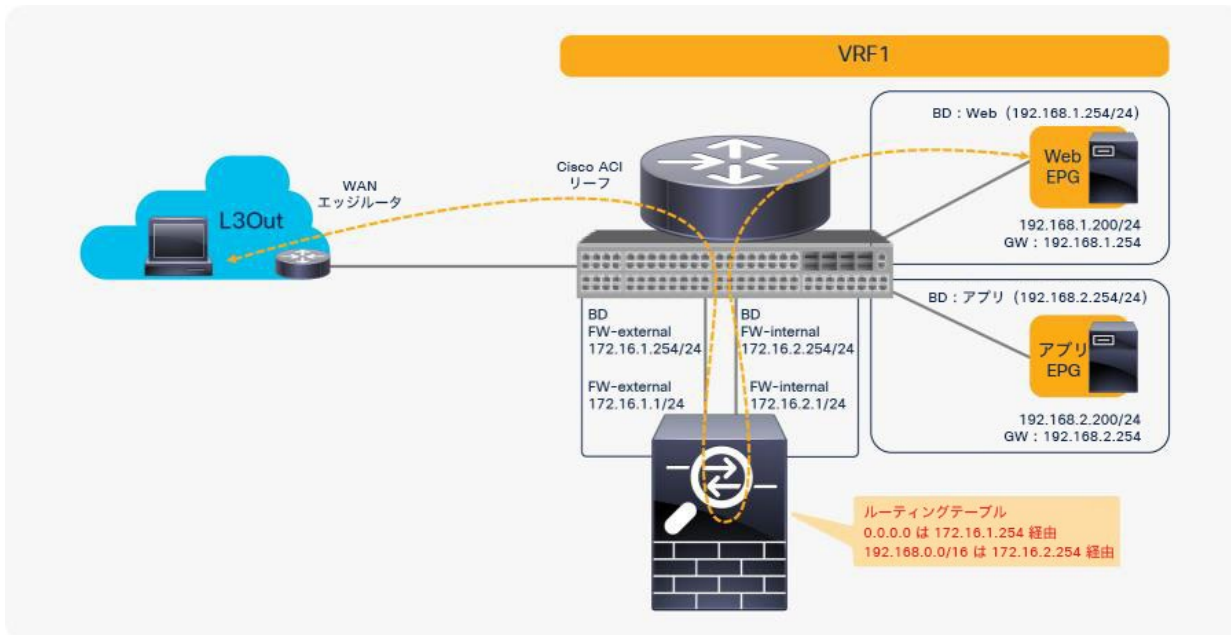 VRF1
L3Out
WAN
エッジルータ
Cisco ACI
リーフ
BD：Web（192.168.1.254/24）
Web
EPG
192.168.1.200/24
GW：192.168.1.254
BD：アプリ（192.168.2.254/24）
アプリ
EPG
192.168.2.200/24
GW：192.168.2.254
BD
FW-external
172.16.1.254/24
BD
FW-internal
172.16.2.254/24
FW-external
172.16.1.1/24
FW-internal
172.16.2.1/24
ルーティングテーブル
0.0.0.0 は 172.16.1.254 経由
192.168.0.0/16 は 172.16.2.254 経由